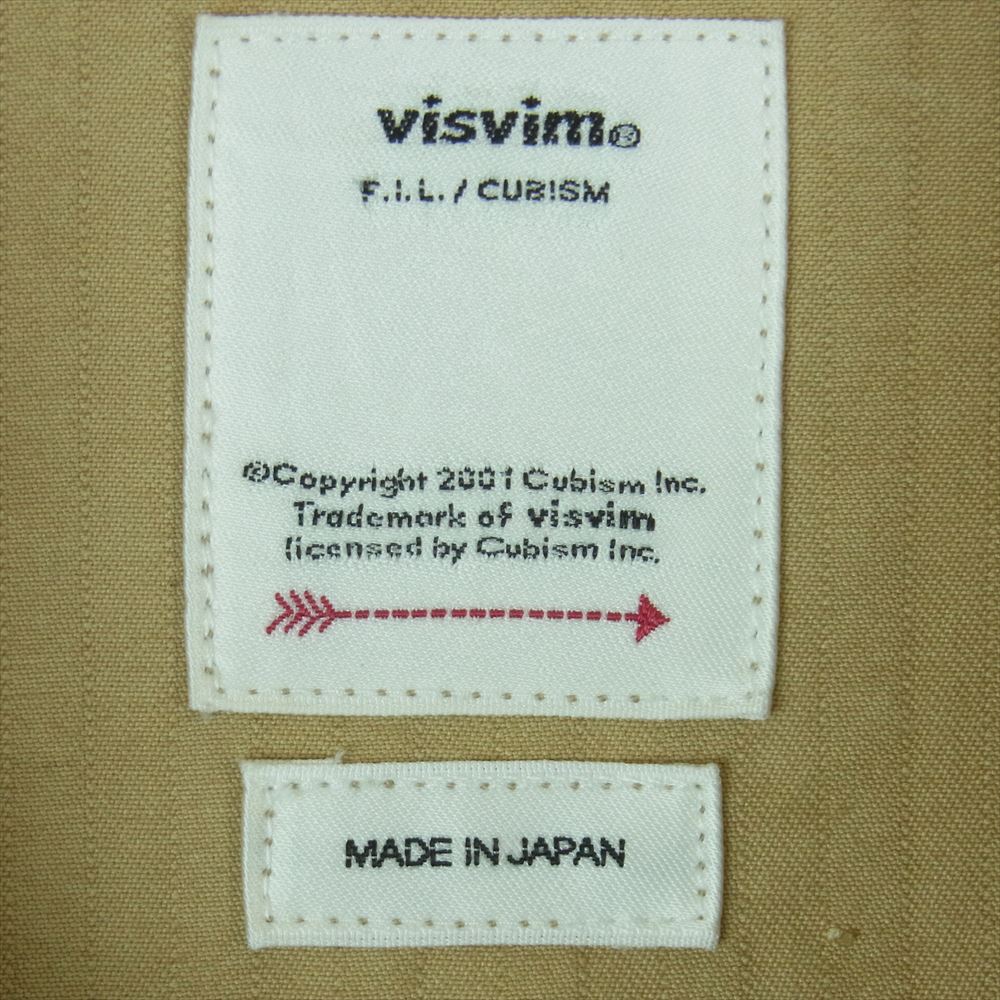 visvim®
F.I.L. / CUBISM
©Copyright 2001 Cubism Inc.
Trademark of visvim
licensed by Cubism Inc.
MADE IN JAPAN